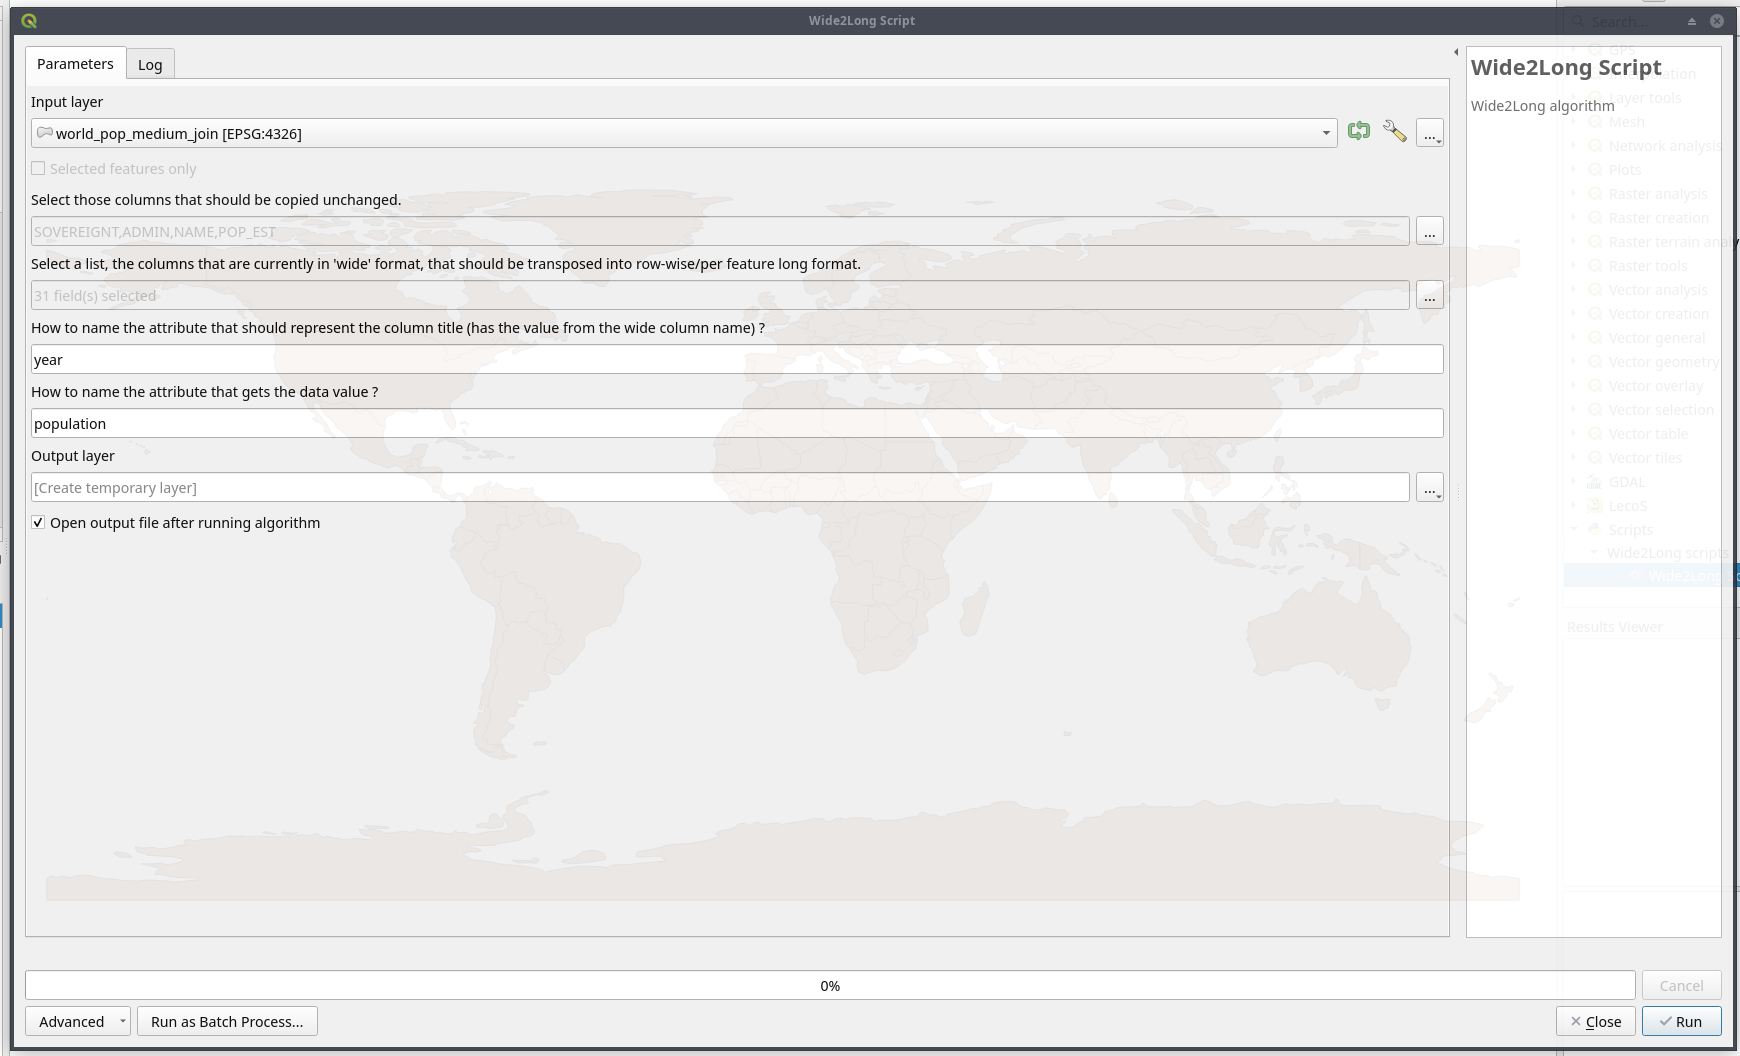 Wide2Long Script
Search...
Parameters
Log
Input layer
world_pop_medium_join [EPSG:4326]
...
Selected features only
Select those columns that should be copied unchanged.
SOVEREIGNT,ADMIN,NAME,POP_EST
...
Select a list, the columns that are currently in 'wide' format, that should be transposed into row-wise/per feature long format.
31 field(s) selected
...
How to name the attribute that should represent the column title (has the value from the wide column name) ?
year
How to name the attribute that gets the data value ?
population
Output layer
[Create temporary layer]
...
Open output file after running algorithm
Wide2Long Script
Wide2Long algorithm
GPS
Layer tools
Mesh
Network analysis
Plots
Raster analysis
Raster creation
Raster terrain analy
Raster tools
Vector analysis
Vector creation
Vector general
Vector geometry
Vector overlay
Vector selection
Vector table
Vector tiles
GDAL
LecoS
Scripts
Wide2Long scripts
Wide2Long Sc
Results Viewer
0%
Cancel
Advanced
Run as Batch Process...
Close
Run